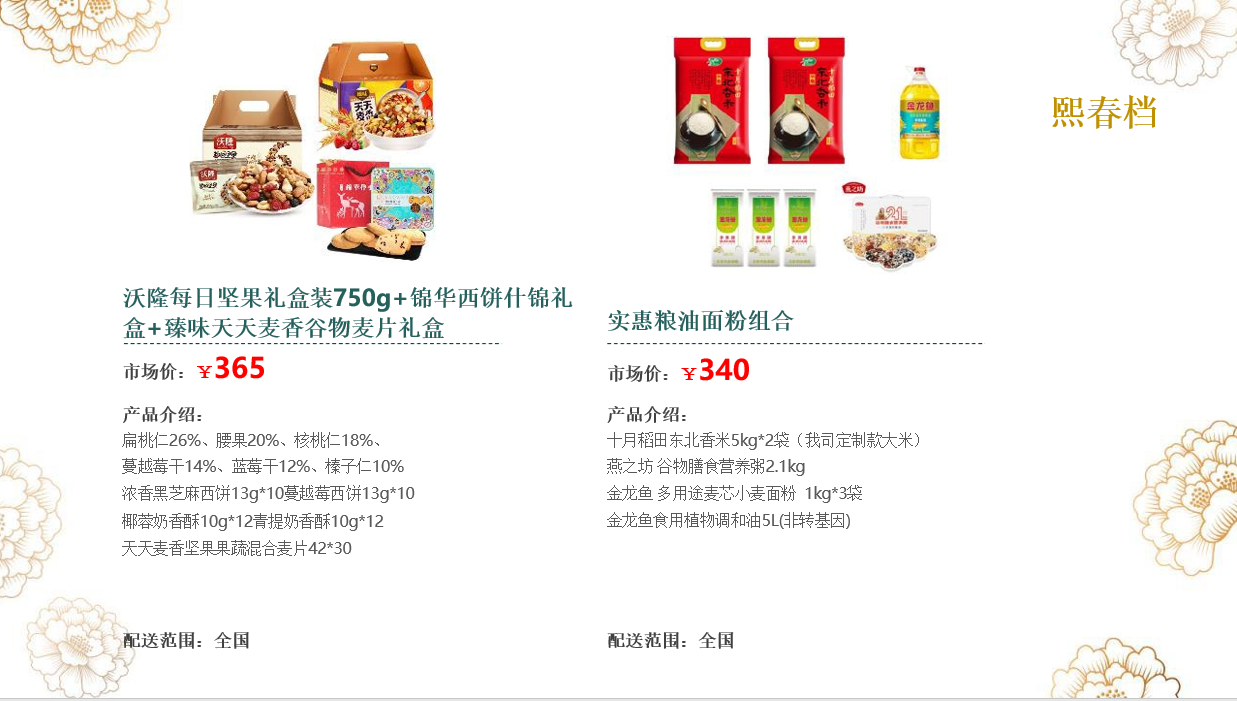 熙春档
沃隆每日坚果礼盒装750g+锦华西饼什锦礼
盒+臻味天天麦香谷物麦片礼盒
市场价：￥365
产品介绍：
扁桃仁26%、腰果20%、核桃仁18%、
蔓越莓干14%、蓝莓干12%、榛子仁10%
浓香黑芝麻西饼13g*10蔓越莓西饼13g*10
椰蓉奶香酥10g*12青提奶香酥10g*12
天天麦香坚果果蔬混合麦片42*30
配送范围：全国
实惠粮油面粉组合
市场价：￥340
产品介绍：
十月稻田东北香米5kg*2袋（我司定制款大米）
燕之坊 谷物膳食营养粥2.1kg
金龙鱼 多用途麦芯小麦面粉 1kg*3袋
金龙鱼食用植物调和油5L(非转基因)
配送范围：全国
沃隆
金龙鱼
燕之坊
21